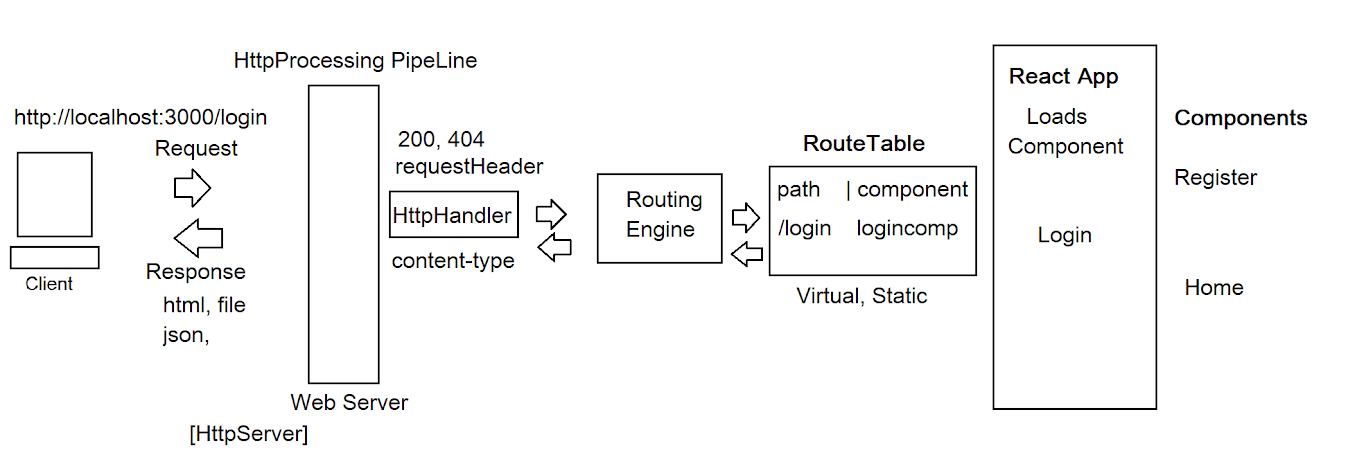 HttpProcessing PipeLine
http://localhost:3000/login
Request
Response
html, file
json,
Client
Web Server
[HttpServer]
200, 404
requestHeader
HttpHandler
content-type
Routing
Engine
RouteTable
path | component
/login logincomp
Virtual, Static
React App
Loads
Component
Login
Components
Register
Home